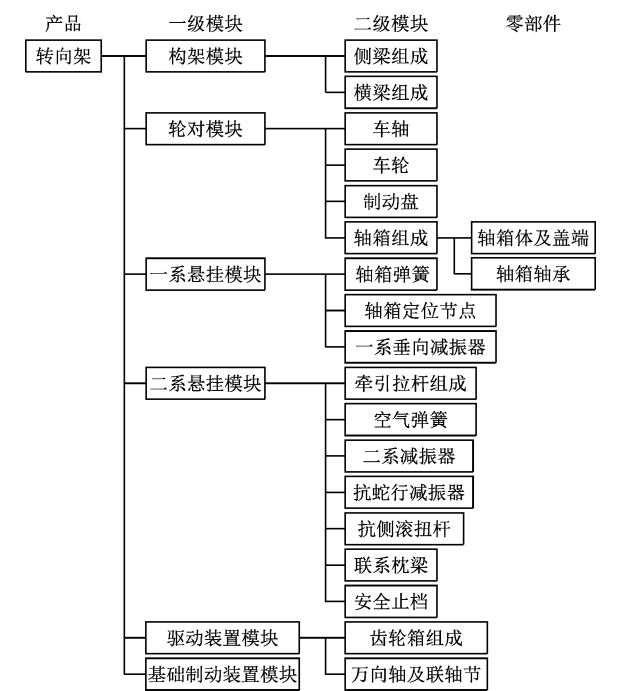 产品 一级模块 二级模块 零部件
转向架 构架模块 侧梁组成
横梁组成
轮对模块 车轴
车轮
制动盘
轴箱组成 轴箱体及盖端
轴箱轴承
一系悬挂模块 轴箱弹簧
轴箱定位节点
一系垂向减振器
二系悬挂模块 牵引拉杆组成
空气弹簧
二系减振器
抗蛇行减振器
抗侧滚扭杆
联系枕梁
安全止档
驱动装置模块 齿轮箱组成
基础制动装置模块 万向轴及联轴节